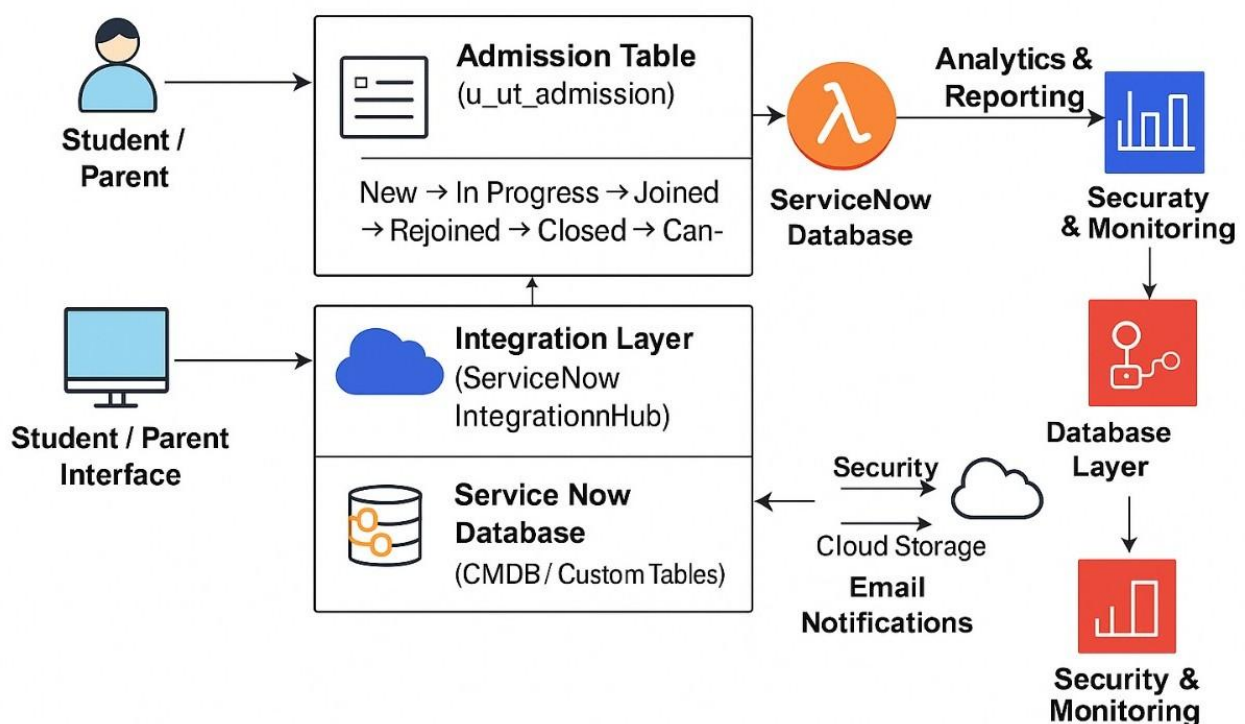 Student /
Parent
Admission Table
(u_ut_admission)
New → In Progress → Joined
→ Rejoined → Closed → Can-
λ
ServiceNow
Database
Analytics &
Reporting
Securaty
& Monitoring
Student / Parent
Interface
Integration Layer
(ServiceNow
IntegrationnHub)
Service Now
Database
(CMDB / Custom Tables)
Security
Cloud Storage
Email
Notifications
Database
Layer
Security &
Monitoring